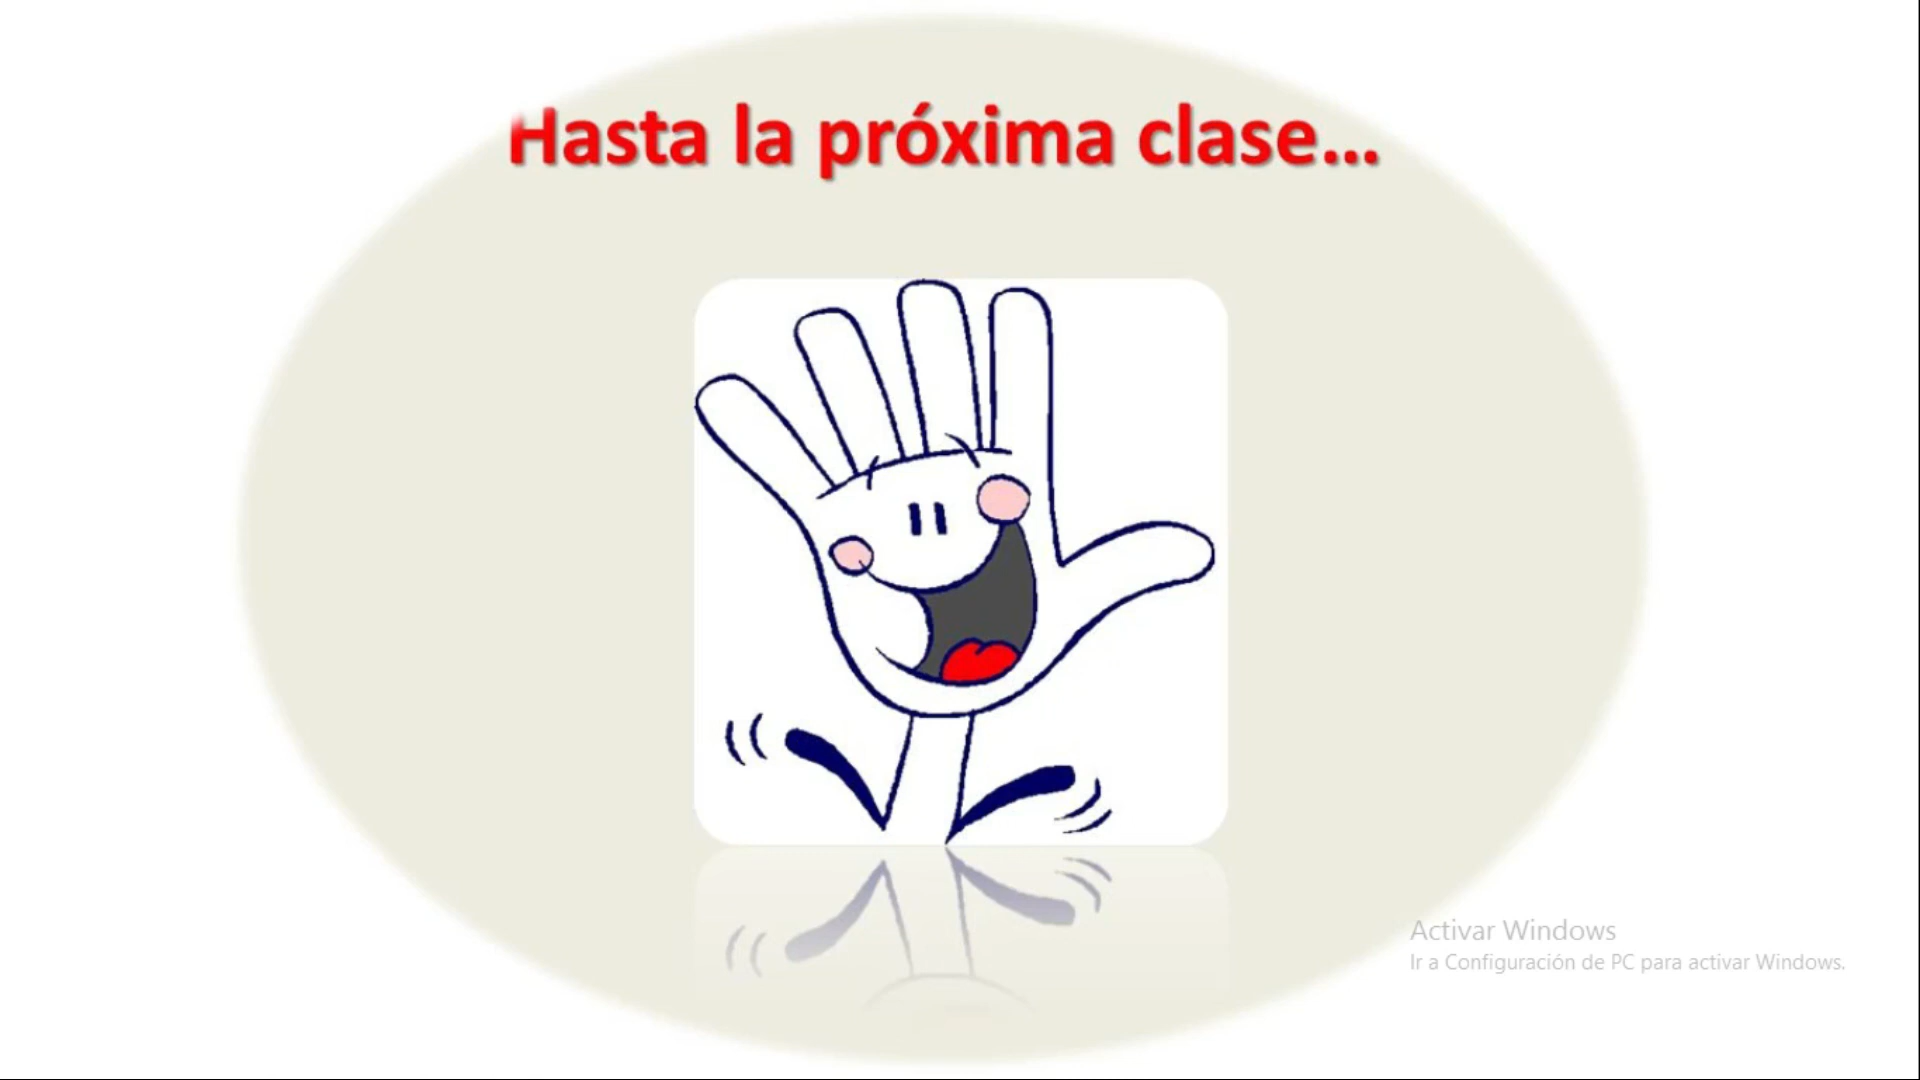 Hasta la próxima clase...
Activar Windows
Ir a Configuración de PC para activar Windows.